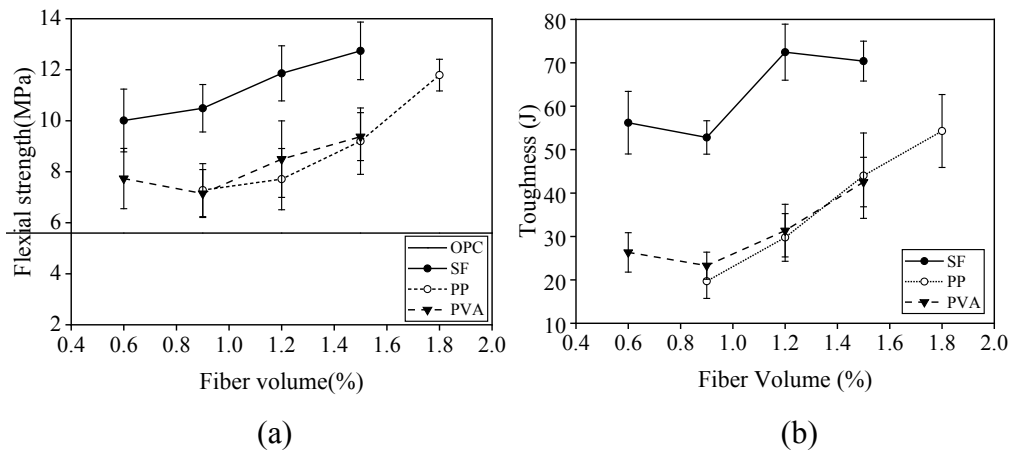 14
12
10
8
6
4
2
0.4 0.6 0.8 1.0 1.2 1.4 1.6 1.8 2.0
Flexial strength(MPa)
Fiber volume(%)
OPC
SF
PP
PVA
(a)
80
70
60
50
40
30
20
10
0.4 0.6 0.8 1.0 1.2 1.4 1.6 1.8 2.0
Toughness (J)
Fiber Volume (%)
SF
PP
PVA
(b)